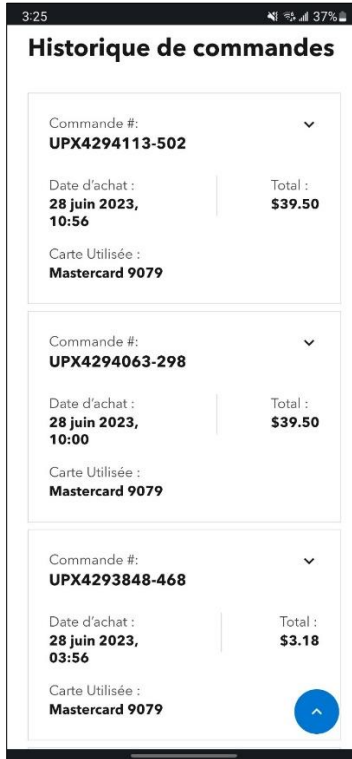 3:25 37%
Historique de commandes
Commande #:
UPX4294113-502
Date d'achat : Total :
28 juin 2023, $39.50
10:56
Carte Utilisée :
Mastercard 9079
Commande #:
UPX4294063-298
Date d'achat : Total :
28 juin 2023, $39.50
10:00
Carte Utilisée :
Mastercard 9079
Commande #:
UPX4293848-468
Date d'achat : Total :
28 juin 2023, $3.18
03:56
Carte Utilisée :
Mastercard 9079